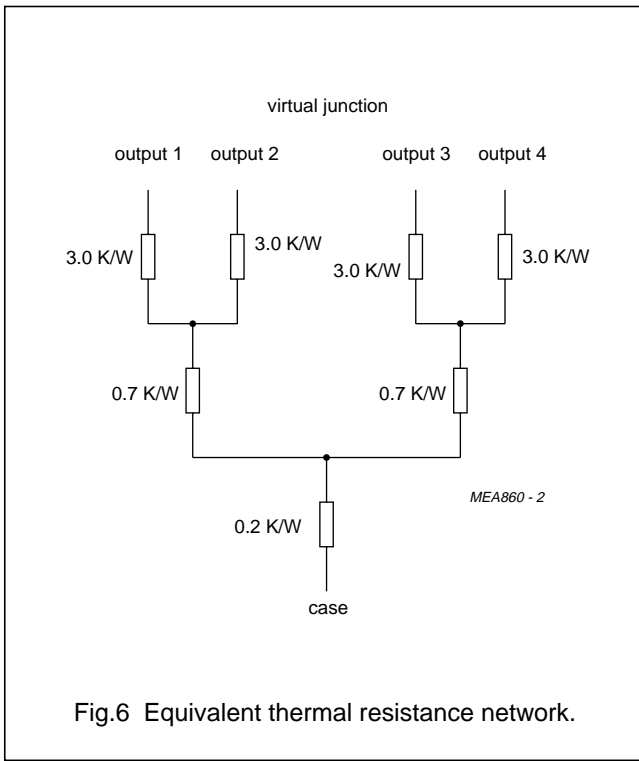 virtual junction
output 1 output 2 output 3 output 4
3.0 K/W 3.0 K/W 3.0 K/W 3.0 K/W
0.7 K/W 0.7 K/W
MEA860 - 2
0.2 K/W
case
Fig.6 Equivalent thermal resistance network.